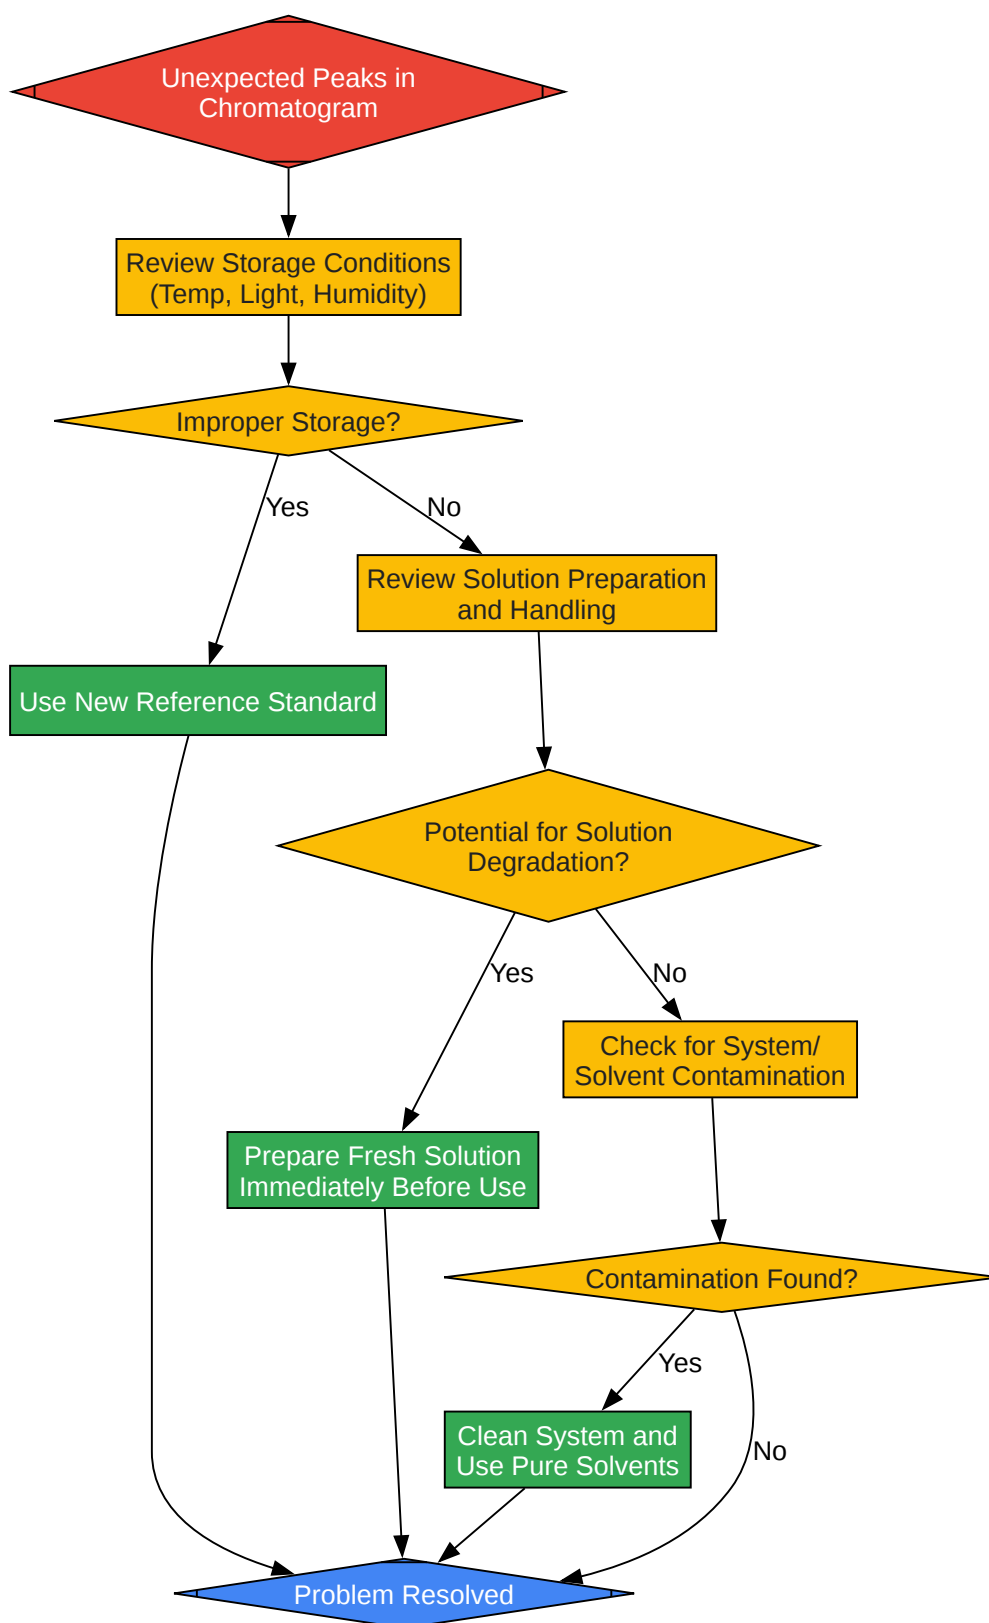 Unexpected Peaks in
Chromatogram
Review Storage Conditions
(Temp, Light, Humidity)
Improper Storage?
Yes
No
Review Solution Preparation
and Handling
Use New Reference Standard
Potential for Solution
Degradation?
Yes
No
Check for System/
Solvent Contamination
Prepare Fresh Solution
Immediately Before Use
Contamination Found?
Yes
Clean System and
Use Pure Solvents
No
Problem Resolved